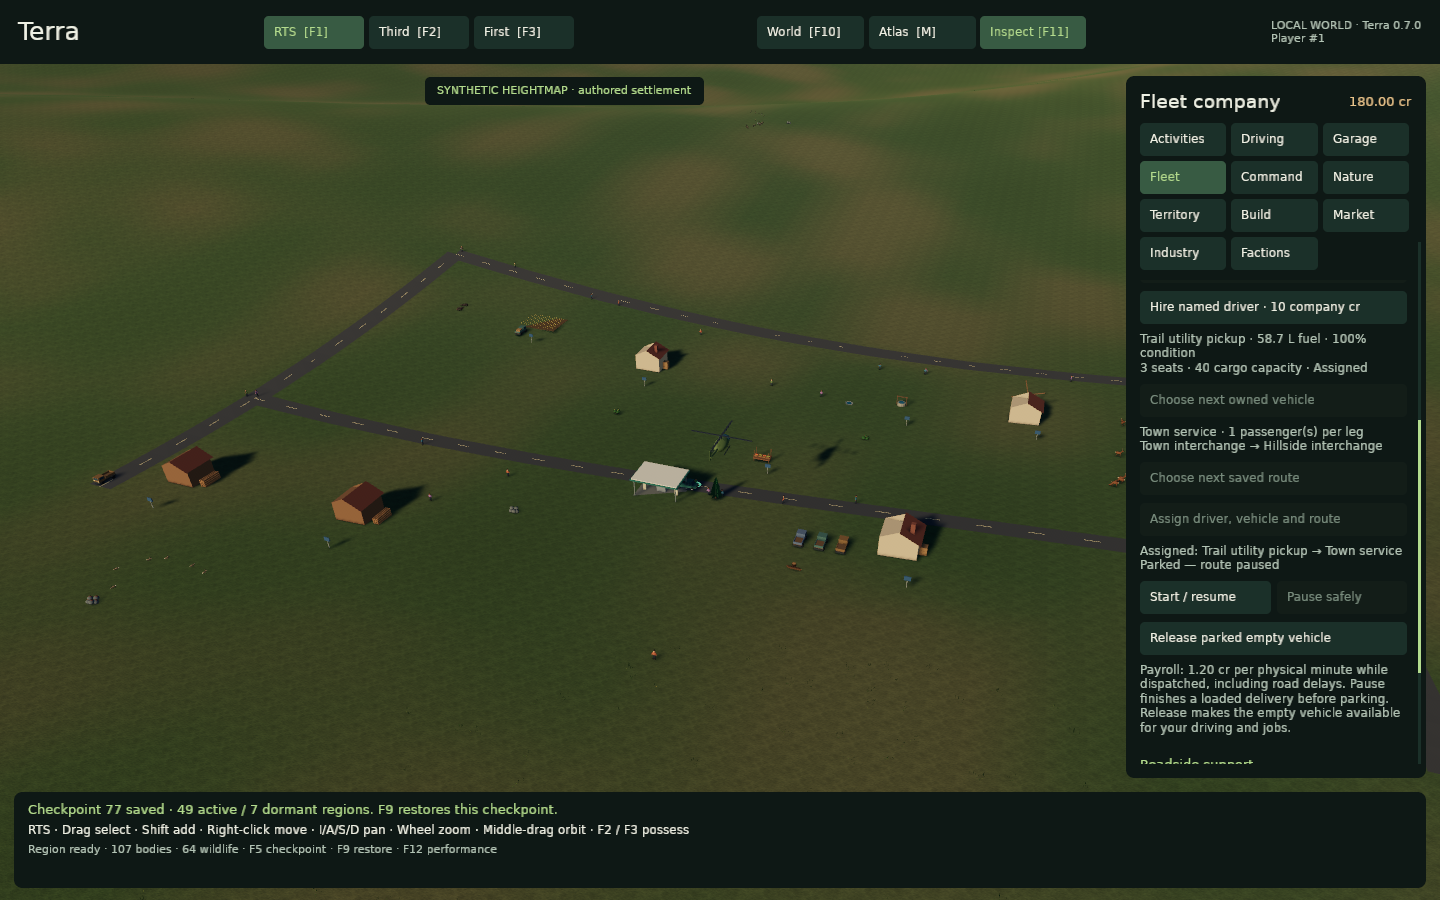 Terra
RTS [F1]
Third [F2]
First [F3]
World [F10]
Atlas [M]
Inspect [F11]
LOCAL WORLD · Terra 0.7.0
Player #1
SYNTHETIC HEIGHTMAP · authored settlement
Fleet company
180.00 cr
Activities
Driving
Garage
Fleet
Command
Nature
Territory
Build
Market
Industry
Factions
Hire named driver · 10 company cr
Trail utility pickup · 58.7 L fuel · 100%
condition
3 seats · 40 cargo capacity · Assigned
Choose next owned vehicle
Town service · 1 passenger(s) per leg
Town interchange → Hillside interchange
Choose next saved route
Assign driver, vehicle and route
Assigned: Trail utility pickup → Town service
Parked — route paused
Start / resume
Pause safely
Release parked empty vehicle
Payroll: 1.20 cr per physical minute while
dispatched, including road delays. Pause
finishes a loaded delivery before parking.
Release makes the empty vehicle available
for your driving and jobs.
Roadside support
Checkpoint 77 saved · 49 active / 7 dormant regions. F9 restores this checkpoint.
RTS · Drag select · Shift add · Right-click move · I/A/S/D pan · Wheel zoom · Middle-drag orbit · F2 / F3 possess
Region ready · 107 bodies · 64 wildlife · F5 checkpoint · F9 restore · F12 performance